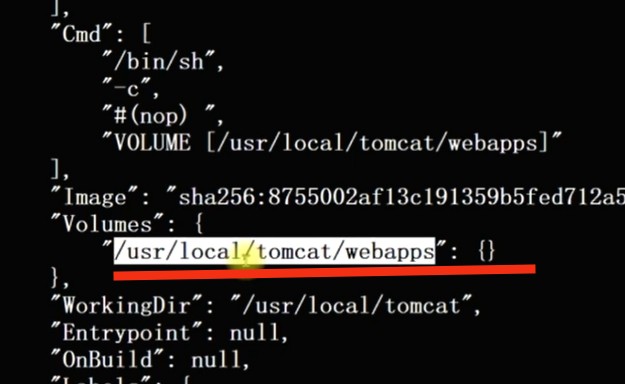 ],
"Cmd": [
"/bin/sh",
"-c",
"#(nop) ",
"VOLUME [/usr/local/tomcat/webapps]"
],
"Image": "sha256:8755002af13c191359b5fed712a5
"Volumes": {
"/usr/local/tomcat/webapps": {}
},
"WorkingDir": "/usr/local/tomcat",
"Entrypoint": null,
"OnBuild": null,
"Labels": {